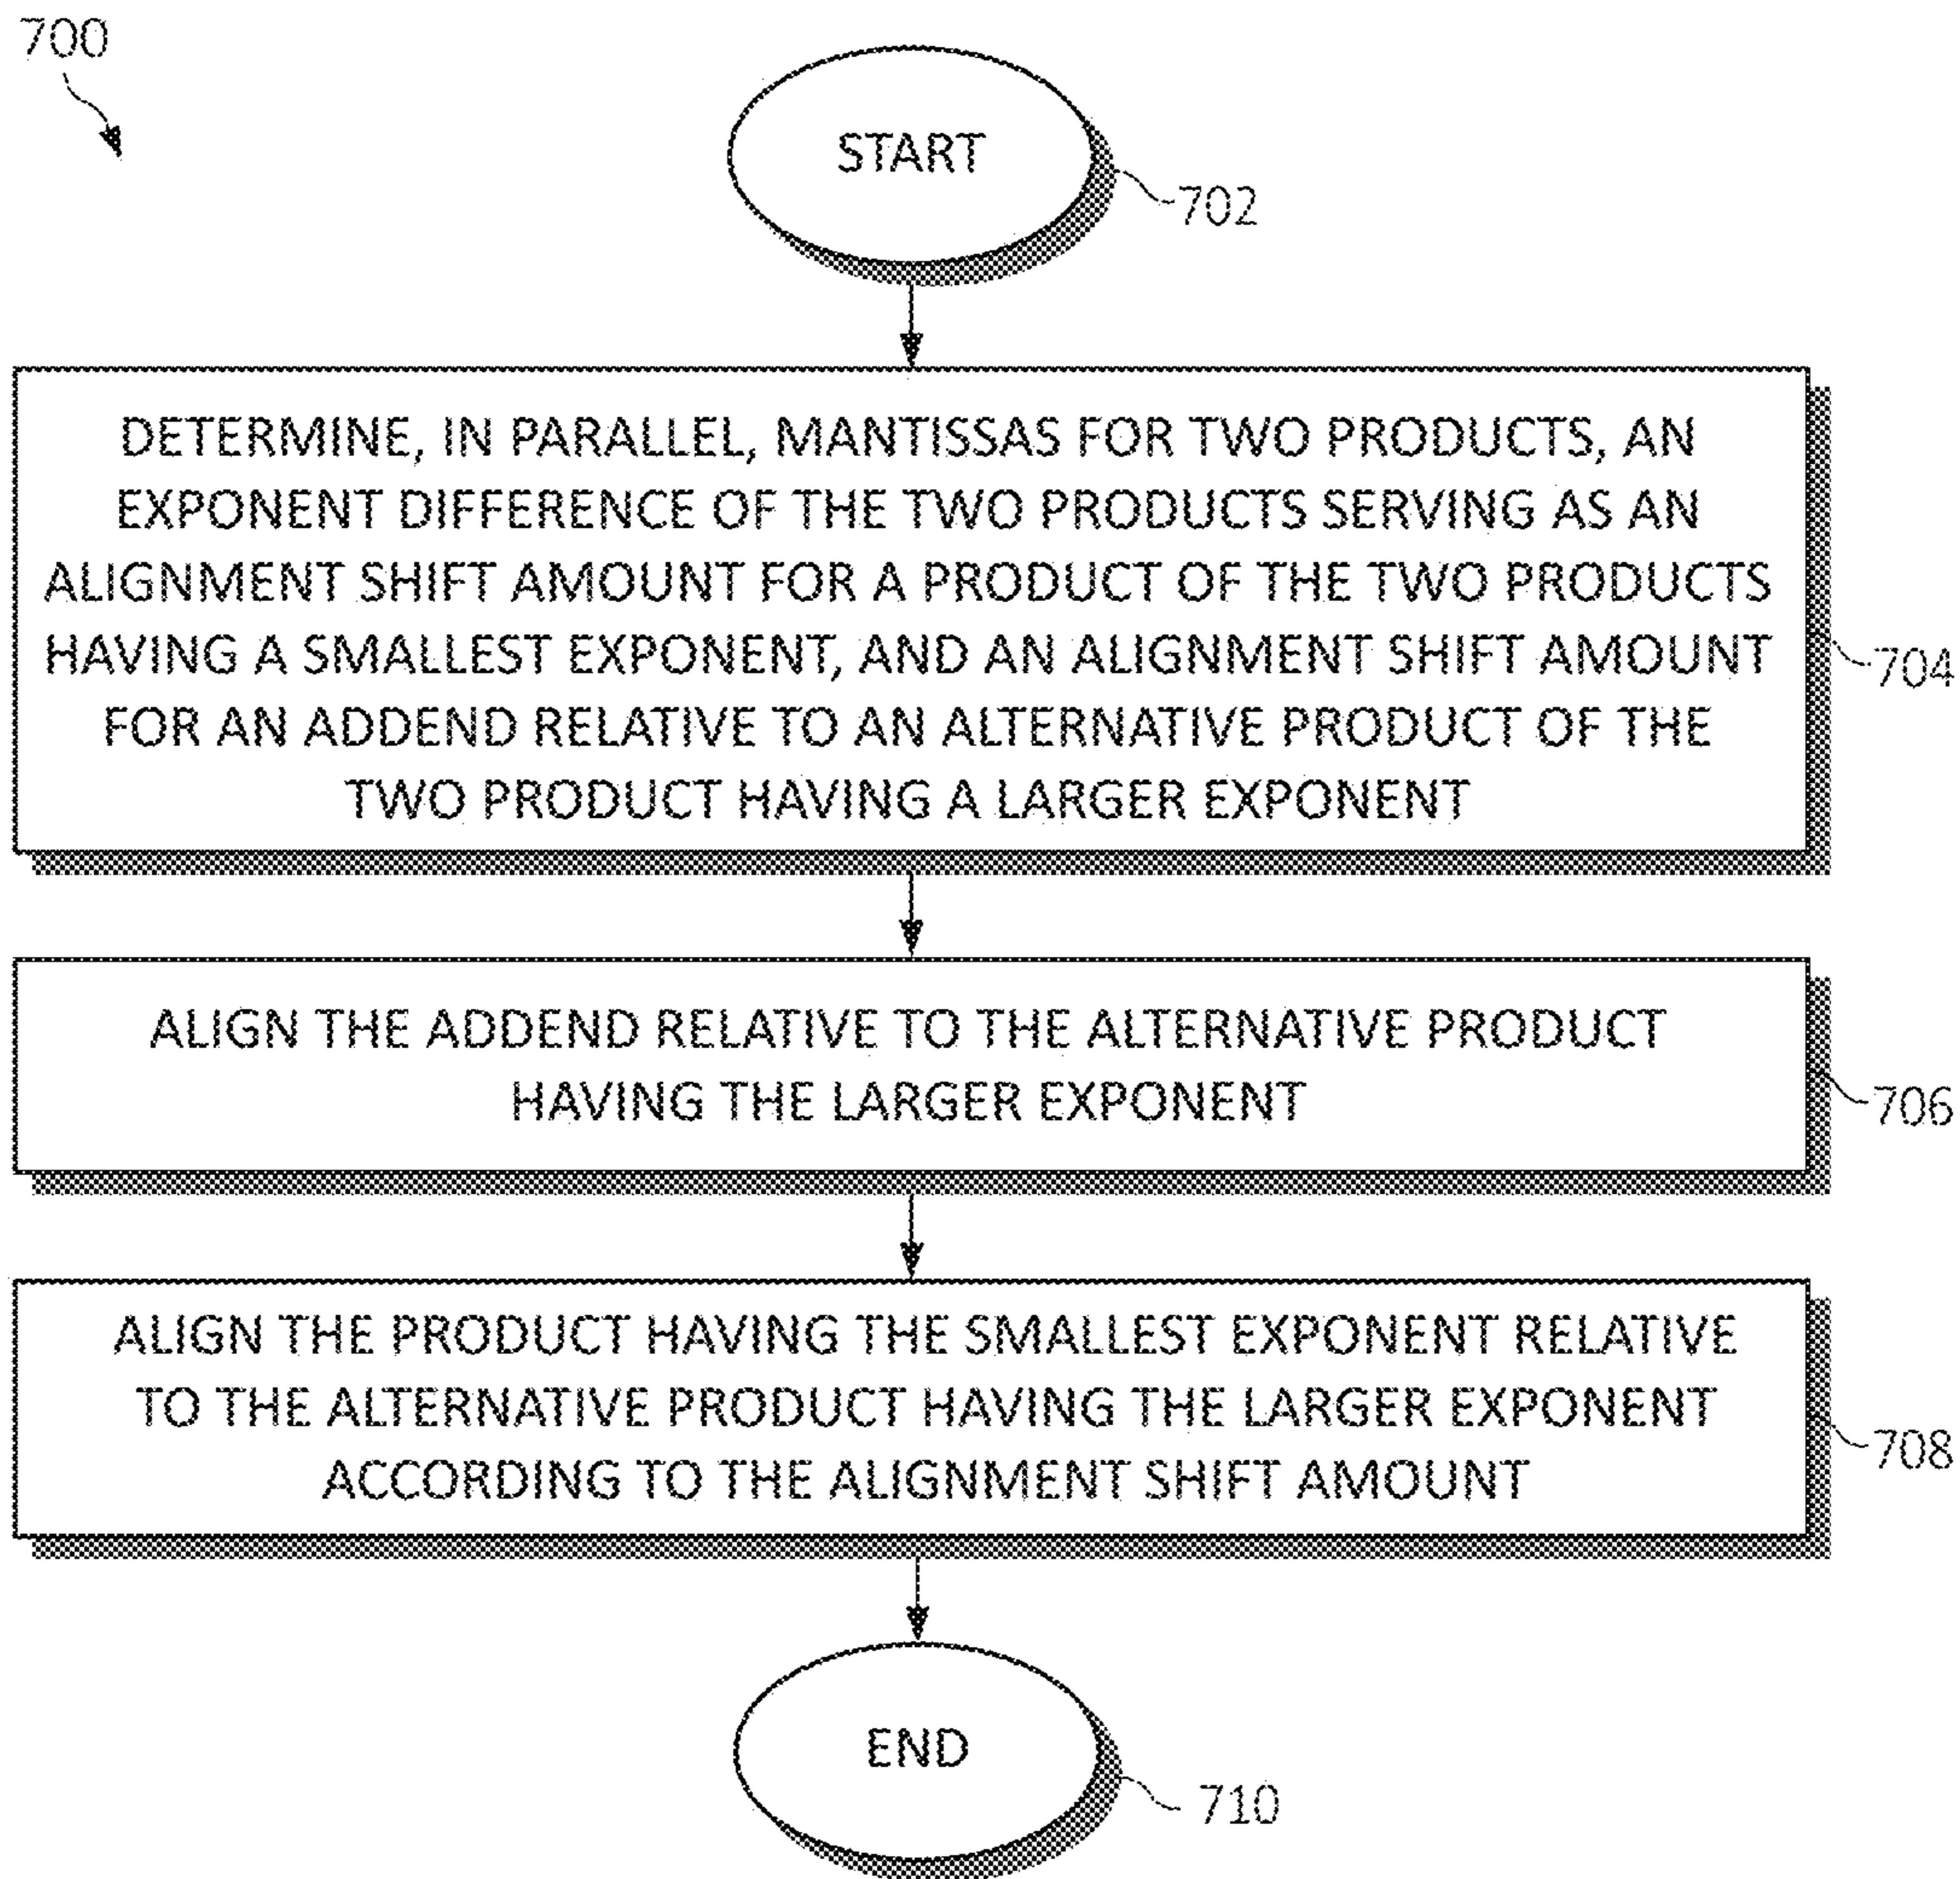 700
START
702
DETERMINE, IN PARALLEL, MANTISSAS FOR TWO PRODUCTS, AN
EXPONENT DIFFERENCE OF THE TWO PRODUCTS SERVING AS AN
ALIGNMENT SHIFT AMOUNT FOR A PRODUCT OF THE TWO PRODUCTS
HAVING A SMALLEST EXPONENT, AND AN ALIGNMENT SHIFT AMOUNT
FOR AN ADDEND RELATIVE TO AN ALTERNATIVE PRODUCT OF THE
TWO PRODUCT HAVING A LARGER EXPONENT
704
ALIGN THE ADDEND RELATIVE TO THE ALTERNATIVE PRODUCT
HAVING THE LARGER EXPONENT
706
ALIGN THE PRODUCT HAVING THE SMALLEST EXPONENT RELATIVE
TO THE ALTERNATIVE PRODUCT HAVING THE LARGER EXPONENT
ACCORDING TO THE ALIGNMENT SHIFT AMOUNT
708
END
710